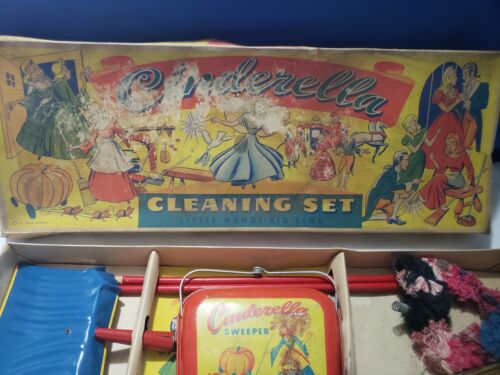 Cinderella
CLEANING SET
LITTLE HANDI-AID LINE
Cinderella
SWEEPER